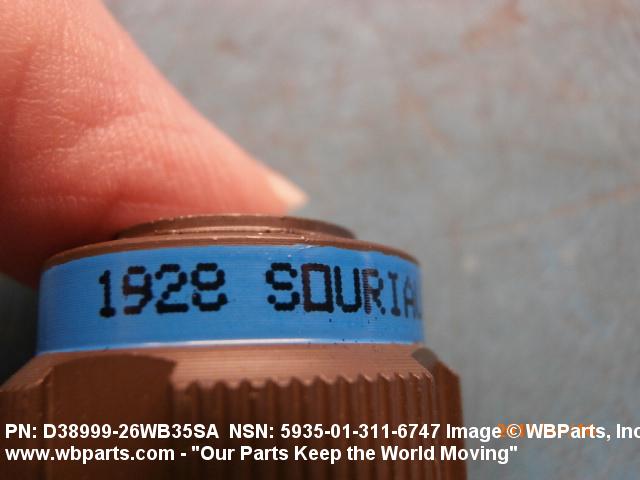 1928 SOURIAU
PN: D38999-26WB35SA NSN: 5935-01-311-6747 Image © WBParts, Inc
www.wbparts.com - "Our Parts Keep the World Moving"